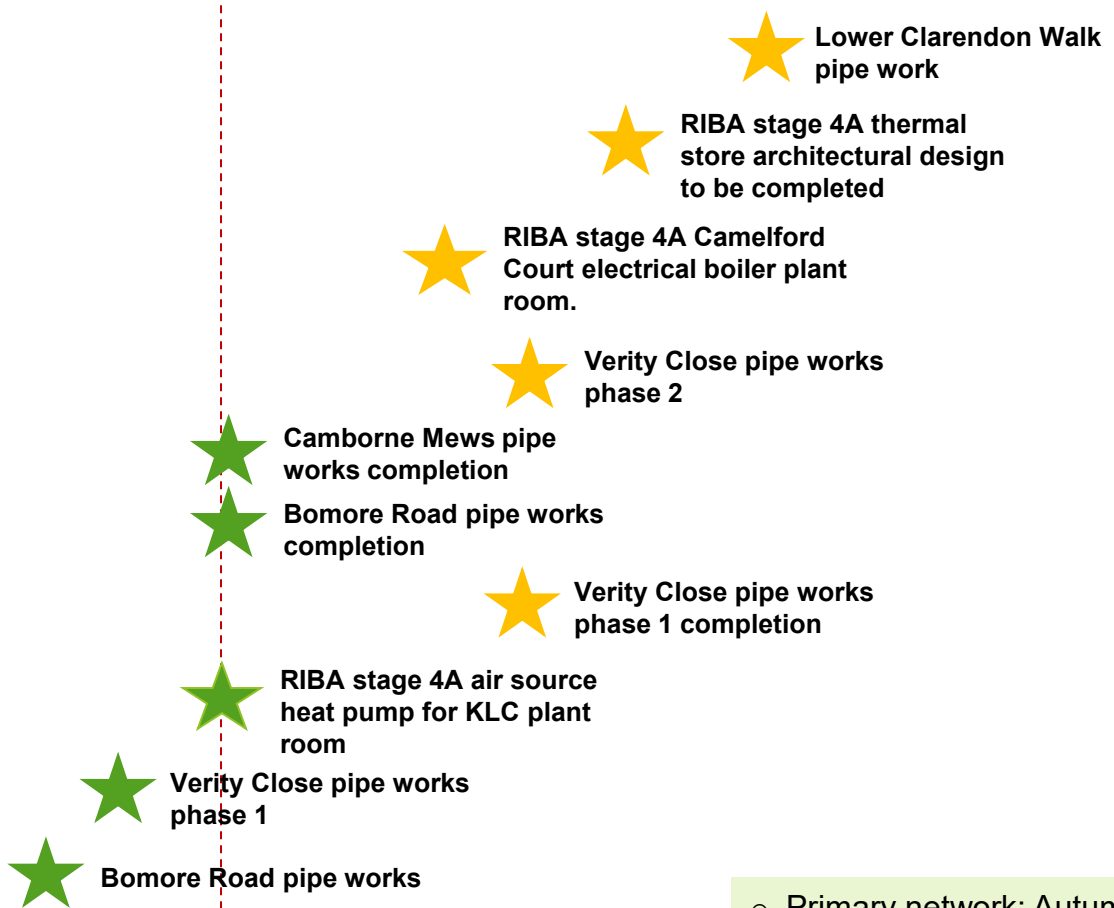 Lower Clarendon Walk
pipe work
RIBA stage 4A thermal
store architectural design
to be completed
RIBA stage 4A Camelford
Court electrical boiler plant
room.
Verity Close pipe works
phase 2
Camborne Mews pipe
works completion
Bomore Road pipe works
completion
Verity Close pipe works
phase 1 completion
RIBA stage 4A air source
heat pump for KLC plant
room
Verity Close pipe works
phase 1
Bomore Road pipe works
○ Primary network: